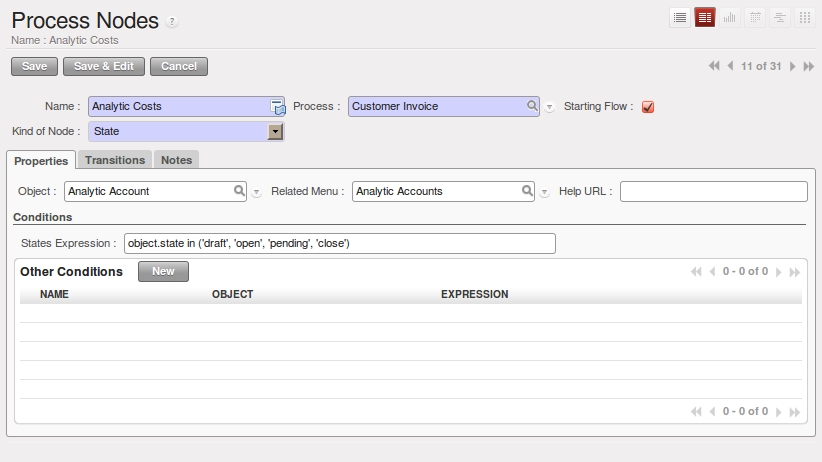 Process Nodes ?
Name : Analytic Costs
Save Save & Edit Cancel 11 of 31
Name : Analytic Costs Process : Customer Invoice Starting Flow :
Kind of Node : State
Properties Transitions Notes
Object : Analytic Account Related Menu : Analytic Accounts Help URL :
Conditions
States Expression : object.state in ('draft', 'open', 'pending', 'close')
Other Conditions New 0 - 0 of 0
NAME OBJECT EXPRESSION
0 - 0 of 0